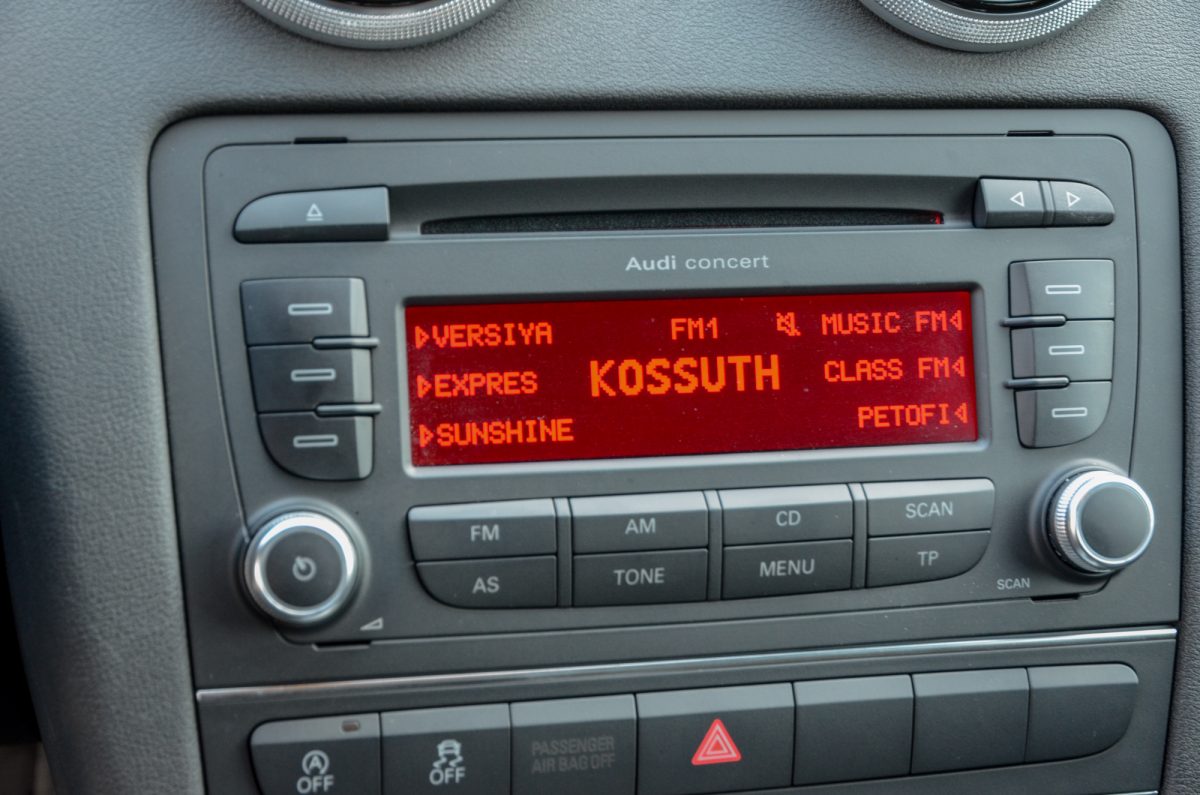 Audi concert
VERSIYA FM1 MUSIC FM
EXPRES KOSSUTH CLASS FM
SUNSHINE PETOFI
FM AM CD SCAN
AS TONE MENU TP
SCAN
A OFF OFF PASSENGER
AIR BAG OFF